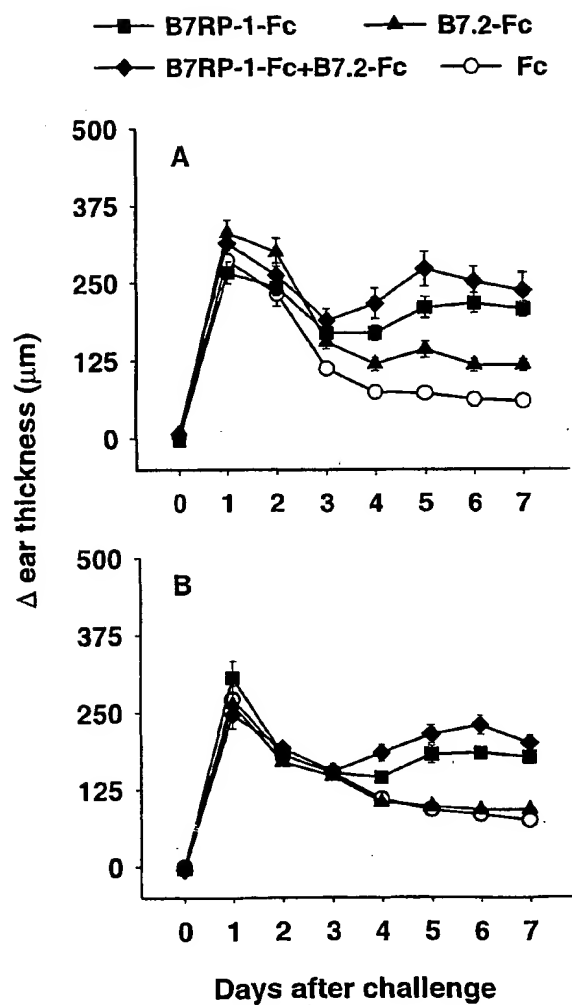 B7RP-1-Fc B7.2-Fc
B7RP-1-Fc+B7.2-Fc Fc
A
500
375
250
125
0
0 1 2 3 4 5 6 7
Δ ear thickness (μm)
B
500
375
250
125
0
0 1 2 3 4 5 6 7
Days after challenge